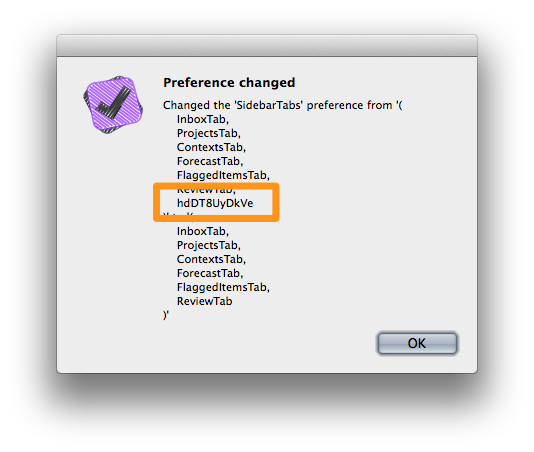 Preference changed
Changed the 'SidebarTabs' preference from '(
InboxTab,
ProjectsTab,
ContextsTab,
ForecastTab,
FlaggedItemsTab,
ReviewTab,
hdDT8UyDkVe
InboxTab,
ProjectsTab,
ContextsTab,
ForecastTab,
FlaggedItemsTab,
ReviewTab
)'
OK